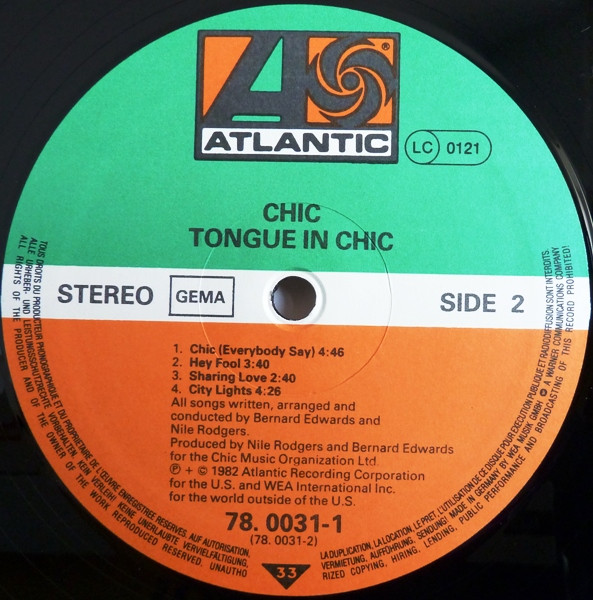 ATLANTIC
LC 0121
CHIC
TONGUE IN CHIC
STEREO GEMA SIDE 2
1. Chic (Everybody Say) 4:46
2. Hey Fool 3:40
3. Sharing Love 2:40
4. City Lights 4:26
All songs written, arranged and
conducted by Bernard Edwards and
Nile Rodgers.
Produced by Nile Rodgers and Bernard Edwards
for the Chic Music Organization Ltd.
℗ + © 1982 Atlantic Recording Corporation
for the U.S. and WEA International Inc.
for the world outside of the U.S.
78. 0031-1
(78. 0031-2)
33
TOUS DROITS DU PRODUCTEUR PHONOGRAPHIQUE ET DU PROPRIETAIRE DE L'ŒUVRE ENREGISTREE RESERVES. AUF AUTORISATION,
LA DUPLICATION, LA LOCATION, LE PRET, L'UTILISATION DE CE DISQUE POUR EXECUTION PUBLIQUE ET RADIODIFFUSION SONT INTERDITS.
ALLE URHEBER- UND LEISTUNGSSCHUTZRECHTE VORBEHALTEN. KEIN VERLEIH! KEINE UNERLAUBTE VERVIELFÄLTIGUNG,
VERMIETUNG, AUFFÜHRUNG, SENDUNG! MADE IN GERMANY BY WEA MUSIK GMBH A WARNER COMMUNICATIONS COMPANY
ALL RIGHTS OF THE PRODUCER AND OF THE OWNER OF THE WORK REPRODUCED RESERVED, UNAUTHO
RIZED COPYING, HIRING, LENDING, PUBLIC PERFORMANCE AND BROADCASTING OF THIS RECORD PROHIBITED!